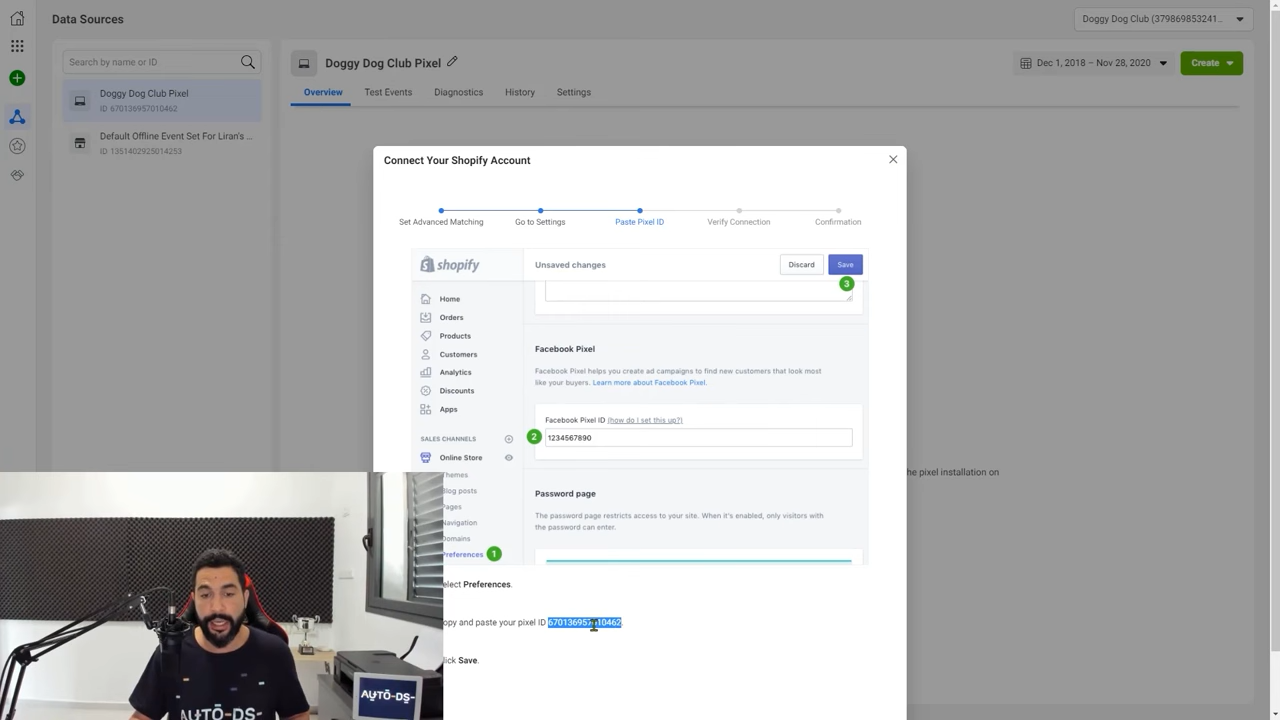 Data Sources
Doggy Dog Club (379869853241...
Search by name or ID
Doggy Dog Club Pixel
ID 670136957010462
Default Offline Event Set For Liran's ...
ID 1351402925014253
Doggy Dog Club Pixel
Dec 1, 2018 – Nov 28, 2020
Create
Overview
Test Events
Diagnostics
History
Settings
Connect Your Shopify Account
Set Advanced Matching
Go to Settings
Paste Pixel ID
Verify Connection
Confirmation
shopify
Unsaved changes
Discard
Save
3
Home
Orders
Products
Customers
Analytics
Discounts
Apps
SALES CHANNELS
Online Store
Themes
Blog posts
Pages
Navigation
Domains
Preferences
1
Facebook Pixel
Facebook Pixel helps you create ad campaigns to find new customers that look most
like your buyers. Learn more about Facebook Pixel.
Facebook Pixel ID (how do I set this up?)
2
1234567890
Password page
The password page restricts access to your site. When it's enabled, only visitors
with the password can enter.
the pixel installation on
elect Preferences.
opy and paste your pixel ID 670136957010462
lick Save.
AUTO-DS-
AUTO-DS-